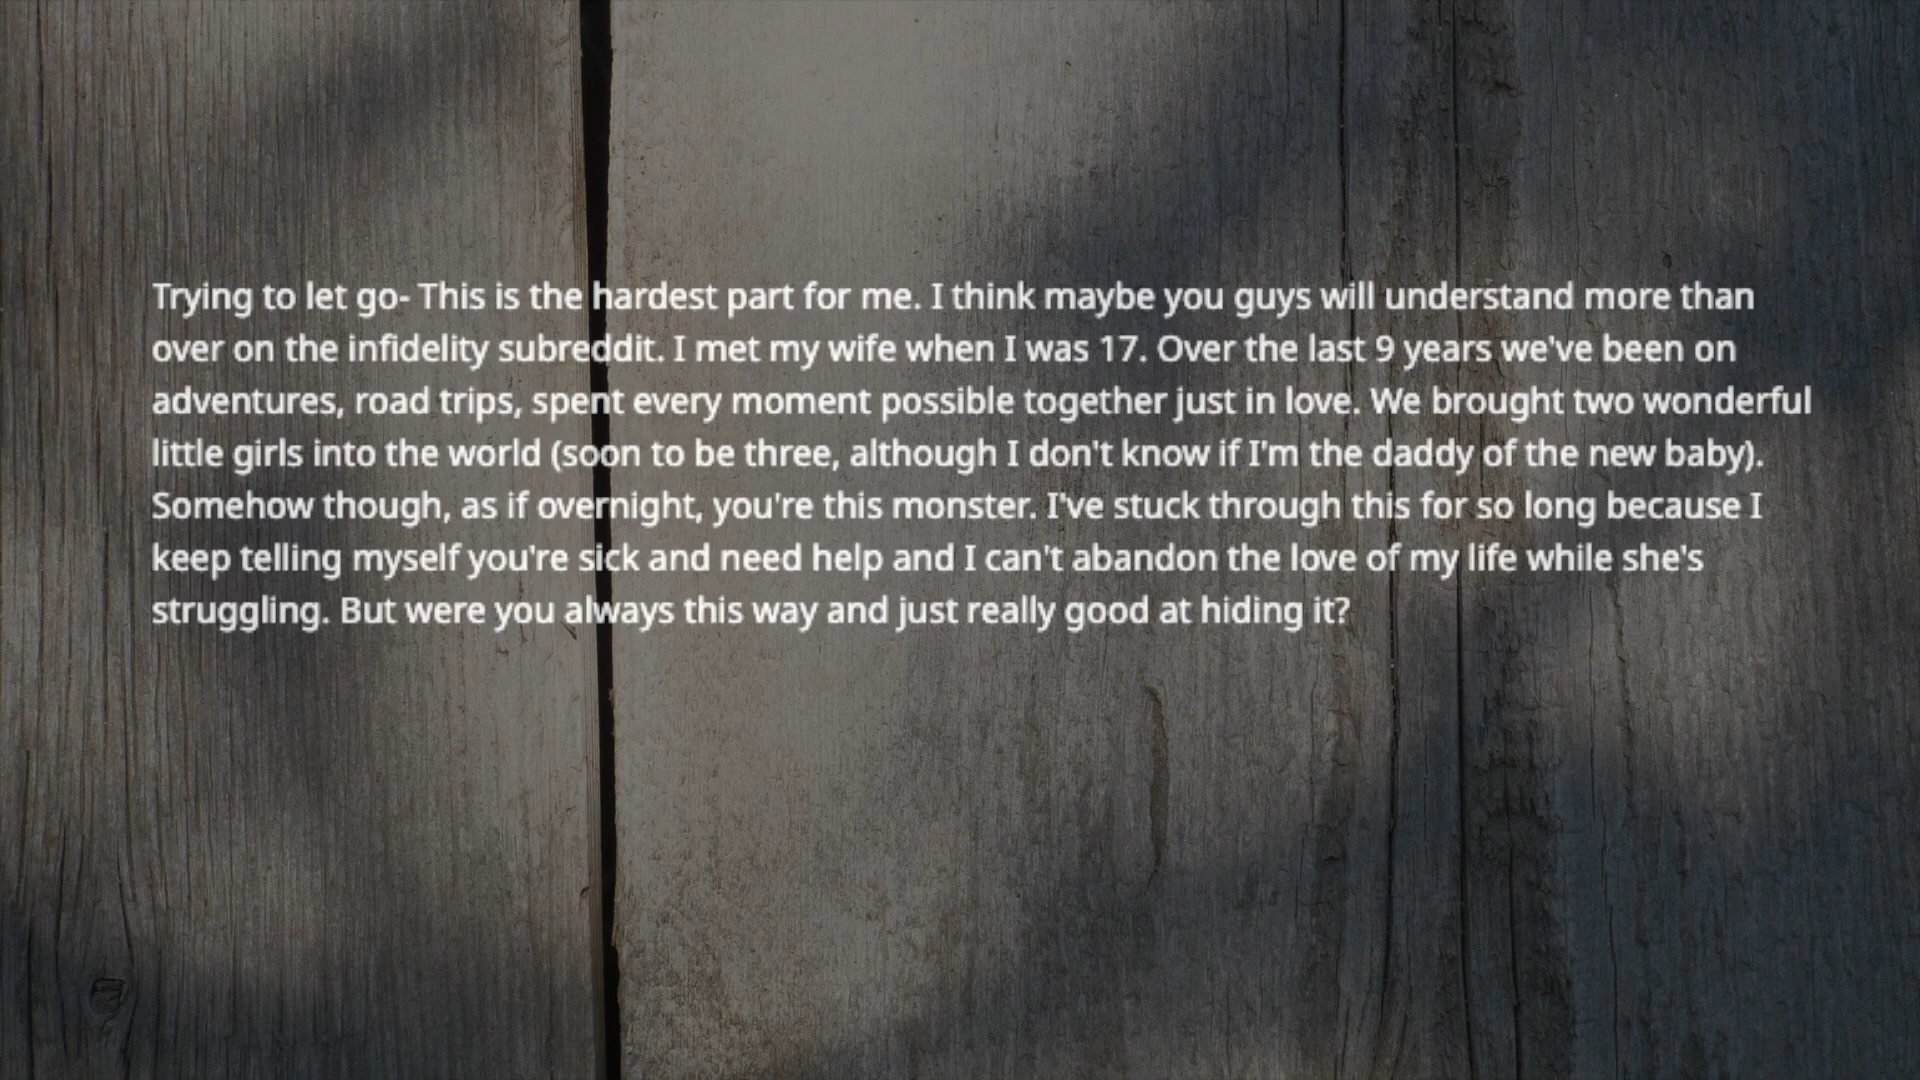 Trying to let go- This is the hardest part for me. I think maybe you guys will understand more than
over on the infidelity subreddit. I met my wife when I was 17. Over the last 9 years we've been on
adventures, road trips, spent every moment possible together just in love. We brought two wonderful
little girls into the world (soon to be three, although I don't know if I'm the daddy of the new baby).
Somehow though, as if overnight, you're this monster. I've stuck through this for so long because I
keep telling myself you're sick and need help and I can't abandon the love of my life while she's
struggling. But were you always this way and just really good at hiding it?